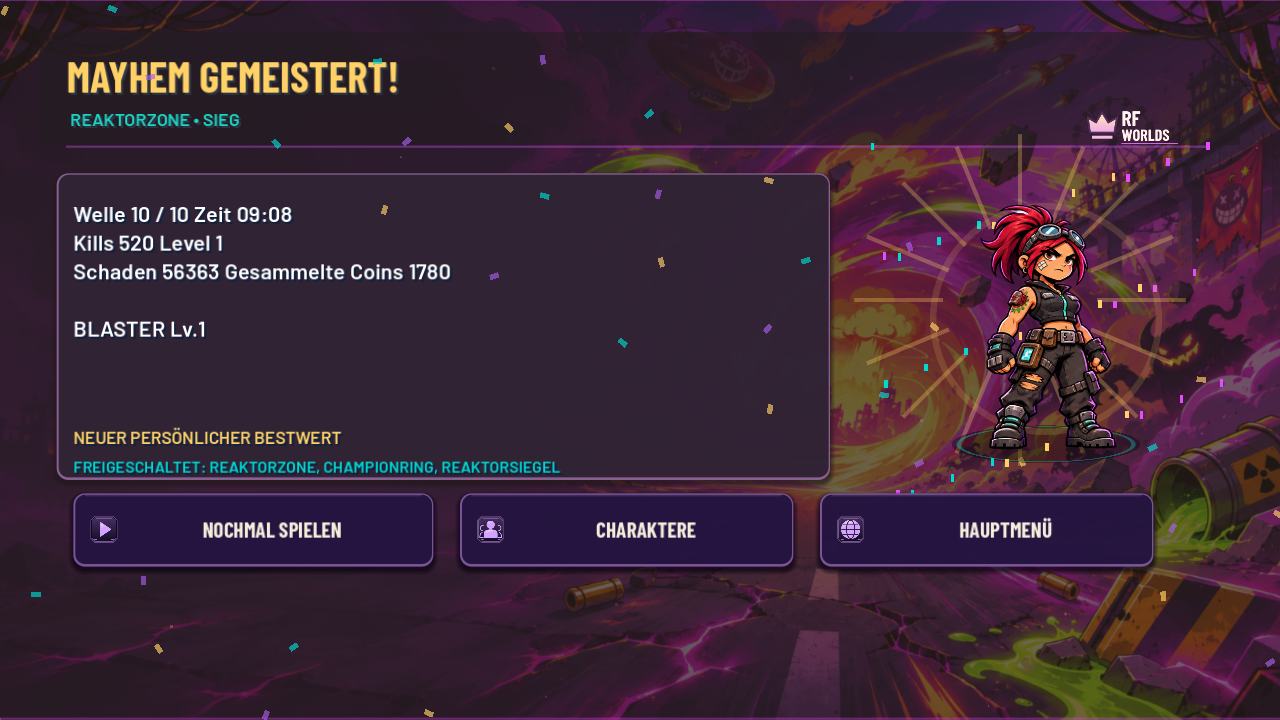 MAYHEM GEMEISTERT!
REAKTORZONE • SIEG
RF
WORLDS
Welle 10 / 10 Zeit 09:08
Kills 520 Level 1
Schaden 56363 Gesammelte Coins 1780
BLASTER Lv.1
NEUER PERSÖNLICHER BESTWERT
FREIGESCHALTET: REAKTORZONE, CHAMPIONRING, REAKTORSIEGEL
NOCHMAL SPIELEN
CHARAKTERE
HAUPTMENÜ